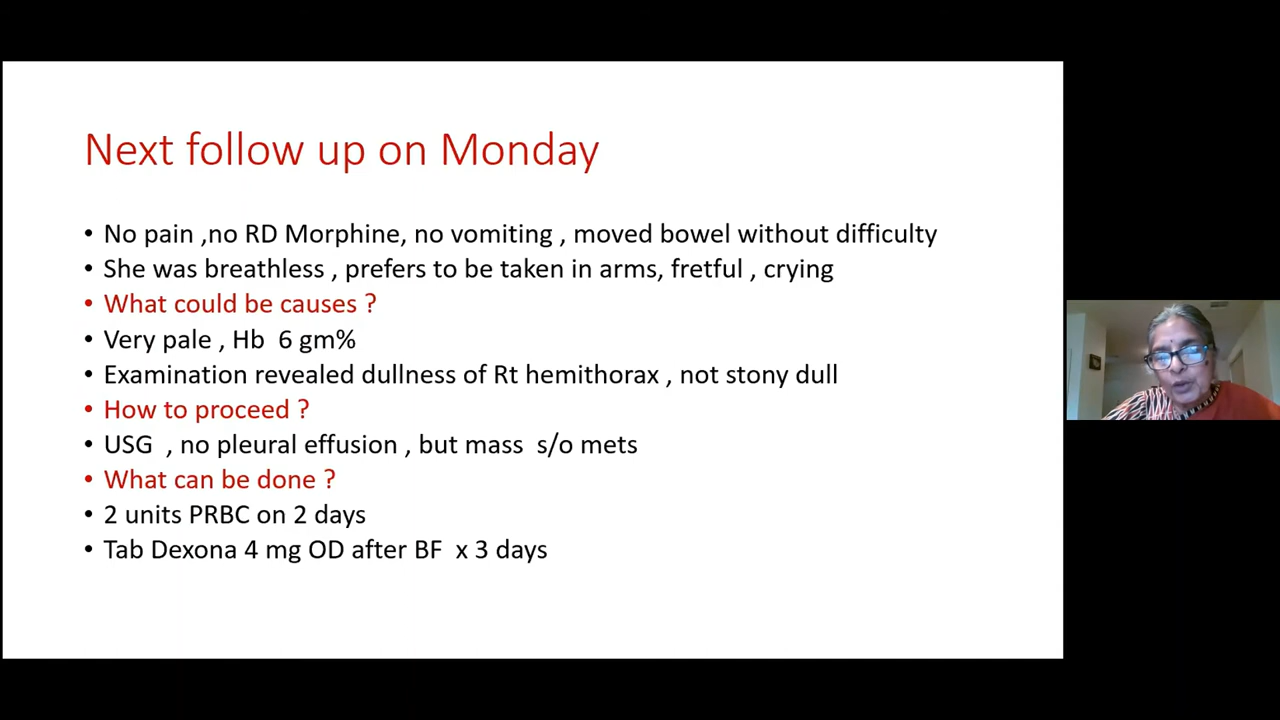 Next follow up on Monday
• No pain ,no RD Morphine, no vomiting , moved bowel without difficulty
• She was breathless , prefers to be taken in arms, fretful , crying
• What could be causes ?
• Very pale , Hb 6 gm%
• Examination revealed dullness of Rt hemithorax , not stony dull
• How to proceed ?
• USG , no pleural effusion , but mass s/o mets
• What can be done ?
• 2 units PRBC on 2 days
• Tab Dexona 4 mg OD after BF x 3 days